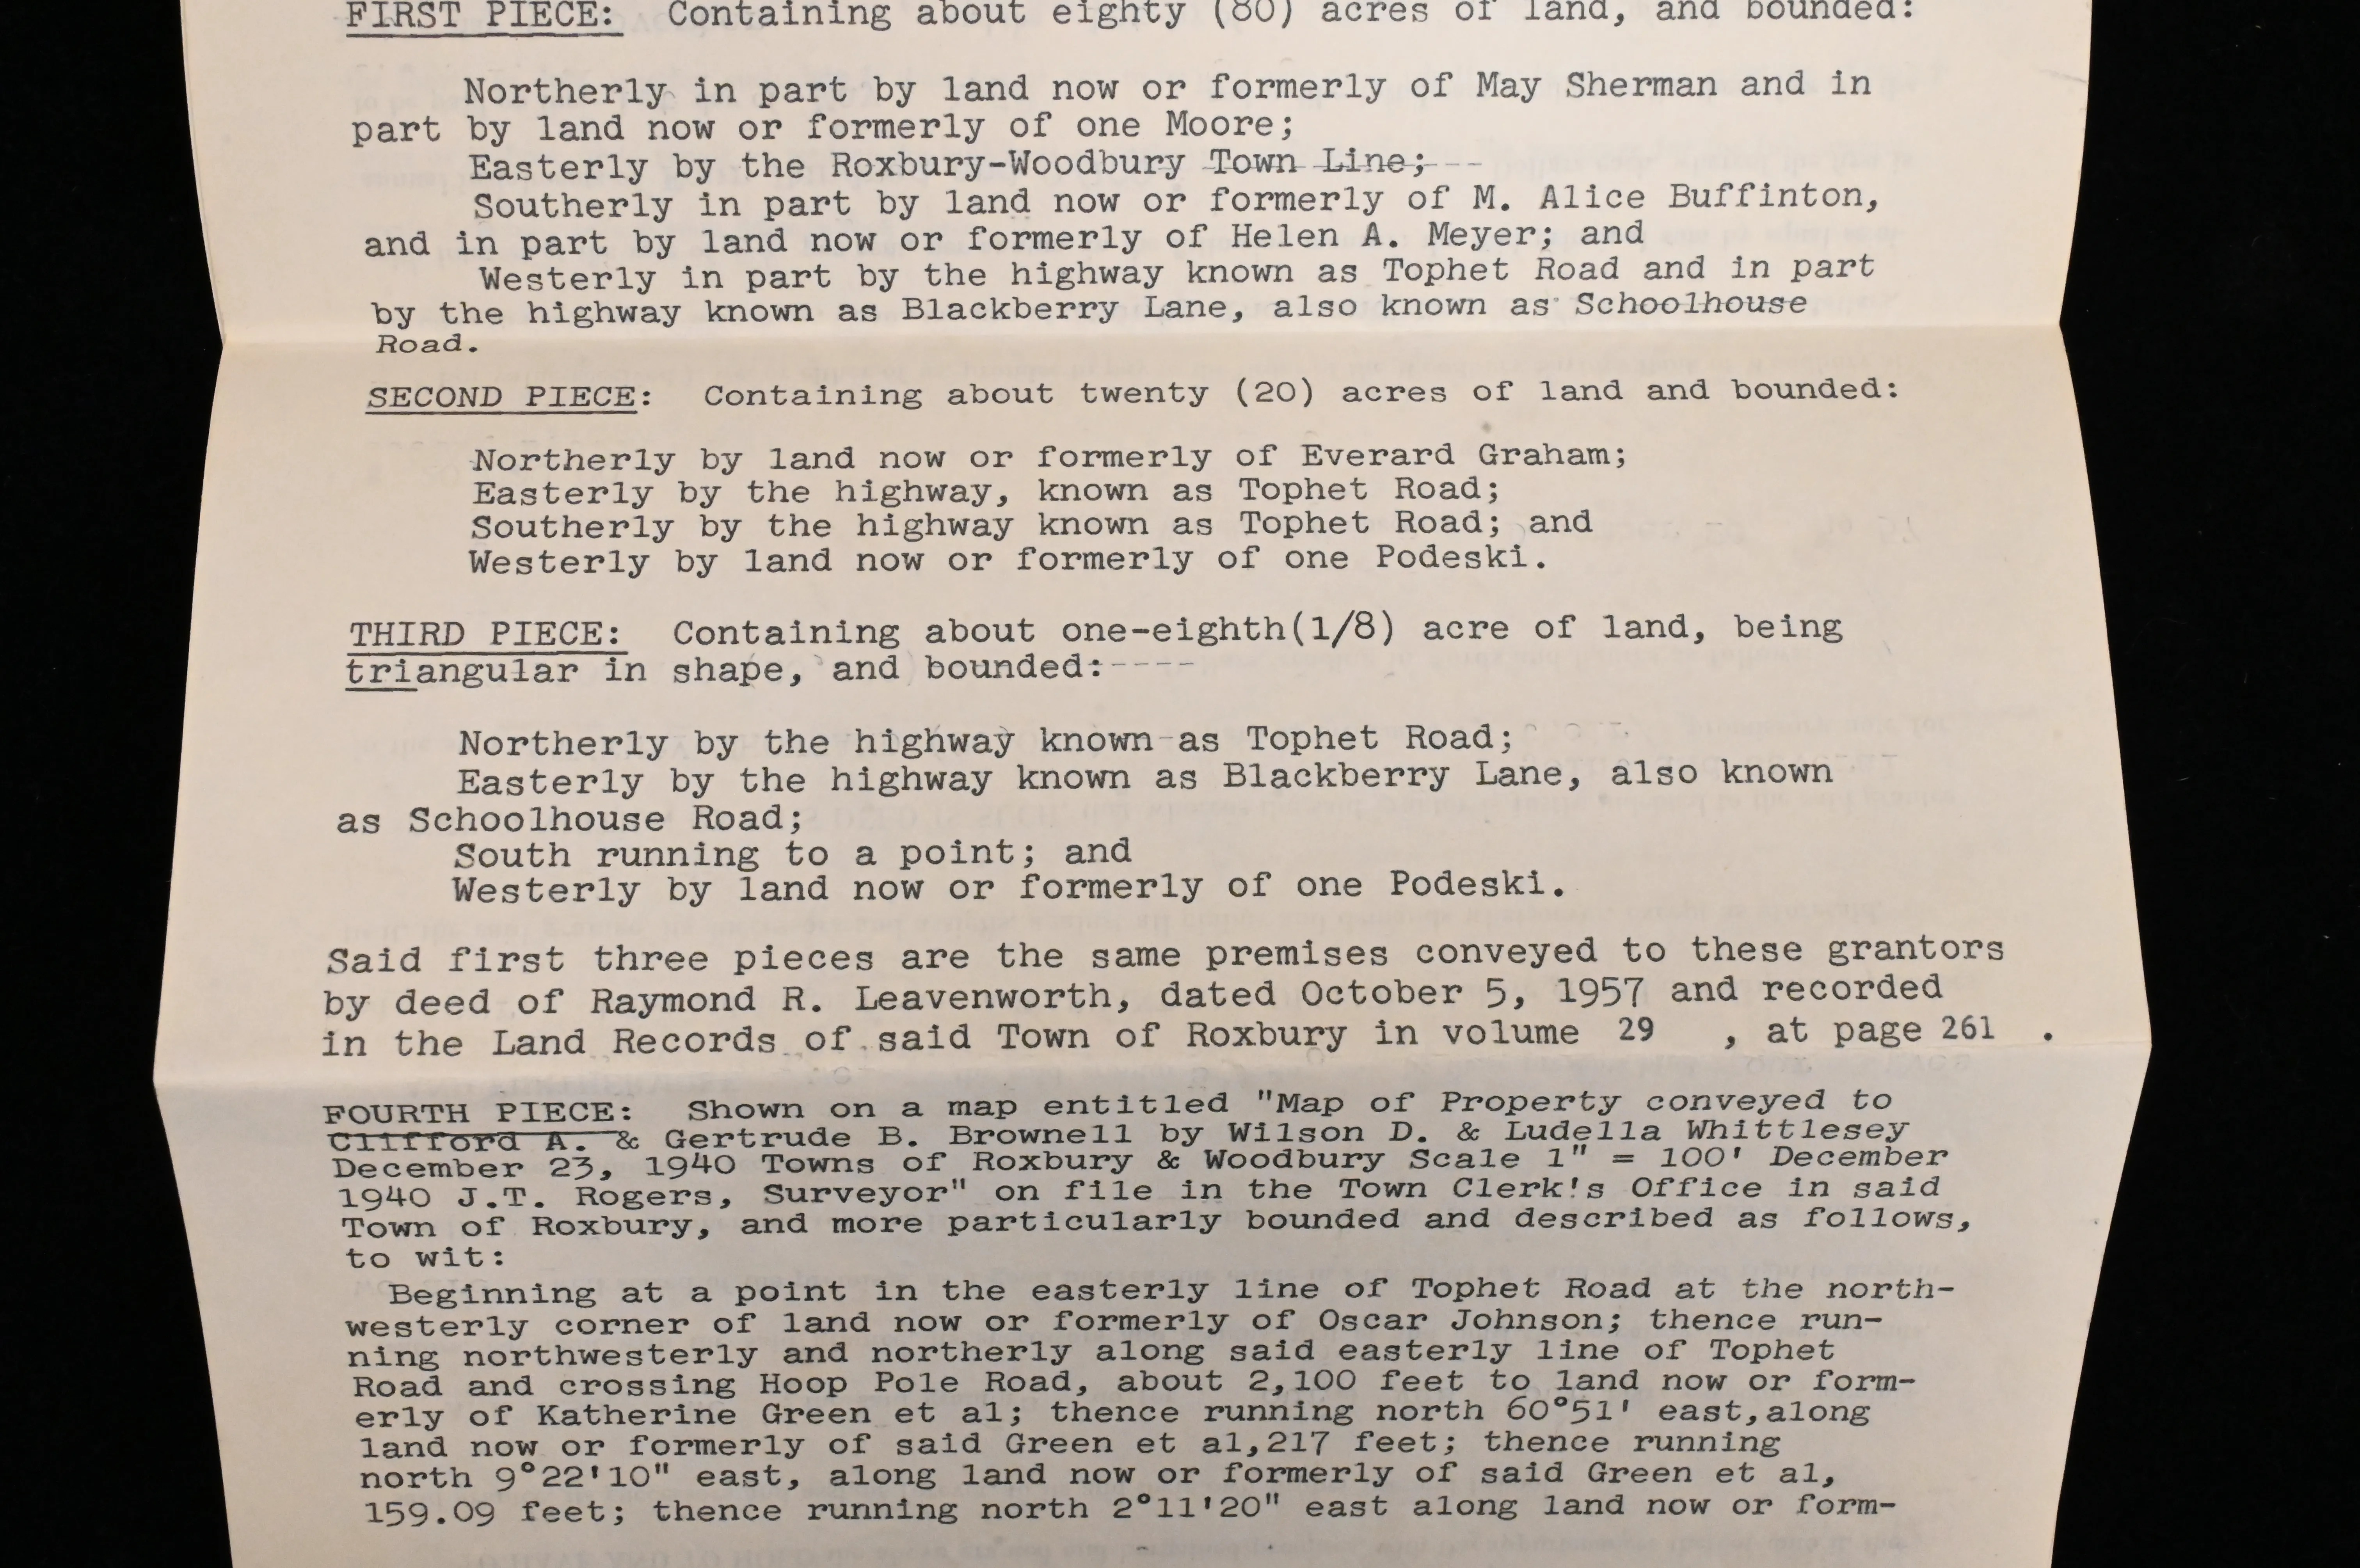 FIRST PIECE: Containing about eighty (80) acres of land, and bounded:
Northerly in part by land now or formerly of May Sherman and in
part by land now or formerly of one Moore;
Easterly by the Roxbury-Woodbury Town Line;---
Southerly in part by land now or formerly of M. Alice Buffinton,
and in part by land now or formerly of Helen A. Meyer; and
Westerly in part by the highway known as Tophet Road and in part
by the highway known as Blackberry Lane, also known as Schoolhouse
Road.
SECOND PIECE: Containing about twenty (20) acres of land and bounded:
Northerly by land now or formerly of Everard Graham;
Easterly by the highway, known as Tophet Road;
Southerly by the highway known as Tophet Road; and
Westerly by land now or formerly of one Podeski.
THIRD PIECE: Containing about one-eighth(1/8) acre of land, being
triangular in shape, and bounded:----
Northerly by the highway known as Tophet Road;
Easterly by the highway known as Blackberry Lane, also known
as Schoolhouse Road;
South running to a point; and
Westerly by land now or formerly of one Podeski.
Said first three pieces are the same premises conveyed to these grantors
by deed of Raymond R. Leavenworth, dated October 5, 1957 and recorded
in the Land Records of said Town of Roxbury in volume 29 , at page 261 .
FOURTH PIECE: Shown on a map entitled "Map of Property conveyed to
Clifford A. & Gertrude B. Brownell by Wilson D. & Ludella Whittlesey
December 23, 1940 Towns of Roxbury & Woodbury Scale 1" = 100' December
1940 J.T. Rogers, Surveyor" on file in the Town Clerk's Office in said
Town of Roxbury, and more particularly bounded and described as follows,
to wit:
Beginning at a point in the easterly line of Tophet Road at the north-
westerly corner of land now or formerly of Oscar Johnson; thence run-
ning northwesterly and northerly along said easterly line of Tophet
Road and crossing Hoop Pole Road, about 2,100 feet to land now or form-
erly of Katherine Green et al; thence running north 60°51' east,along
land now or formerly of said Green et al,217 feet; thence running
north 9°22'10" east, along land now or formerly of said Green et al,
159.09 feet; thence running north 2°11'20" east along land now or form-